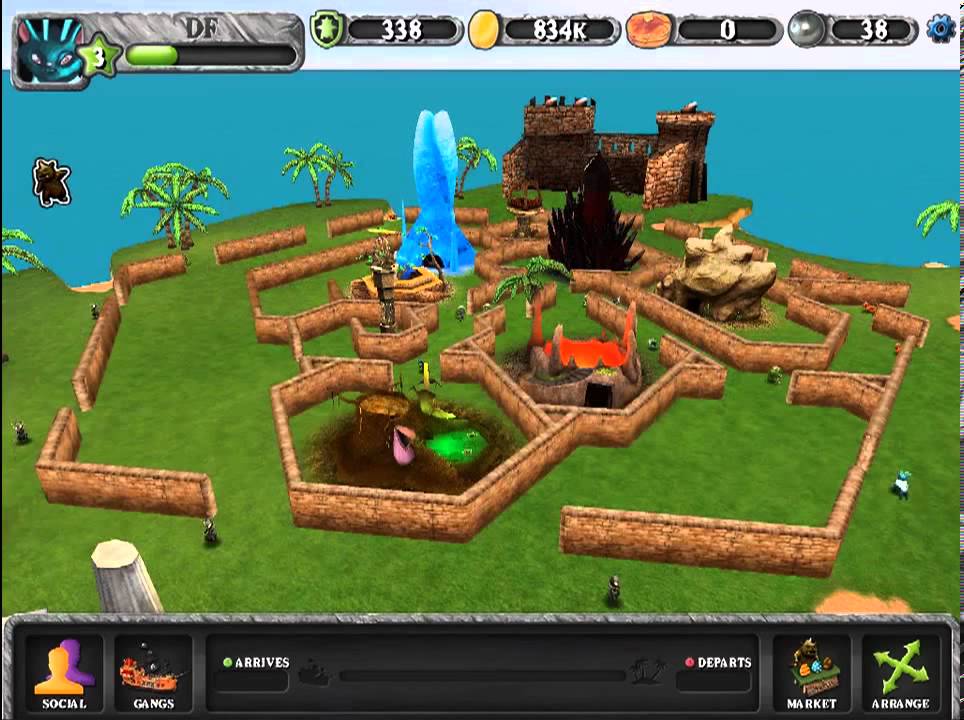 DF
3
338
834K
0
38
ARRIVES
DEPARTS
SOCIAL
GANGS
MARKET
ARRANGE